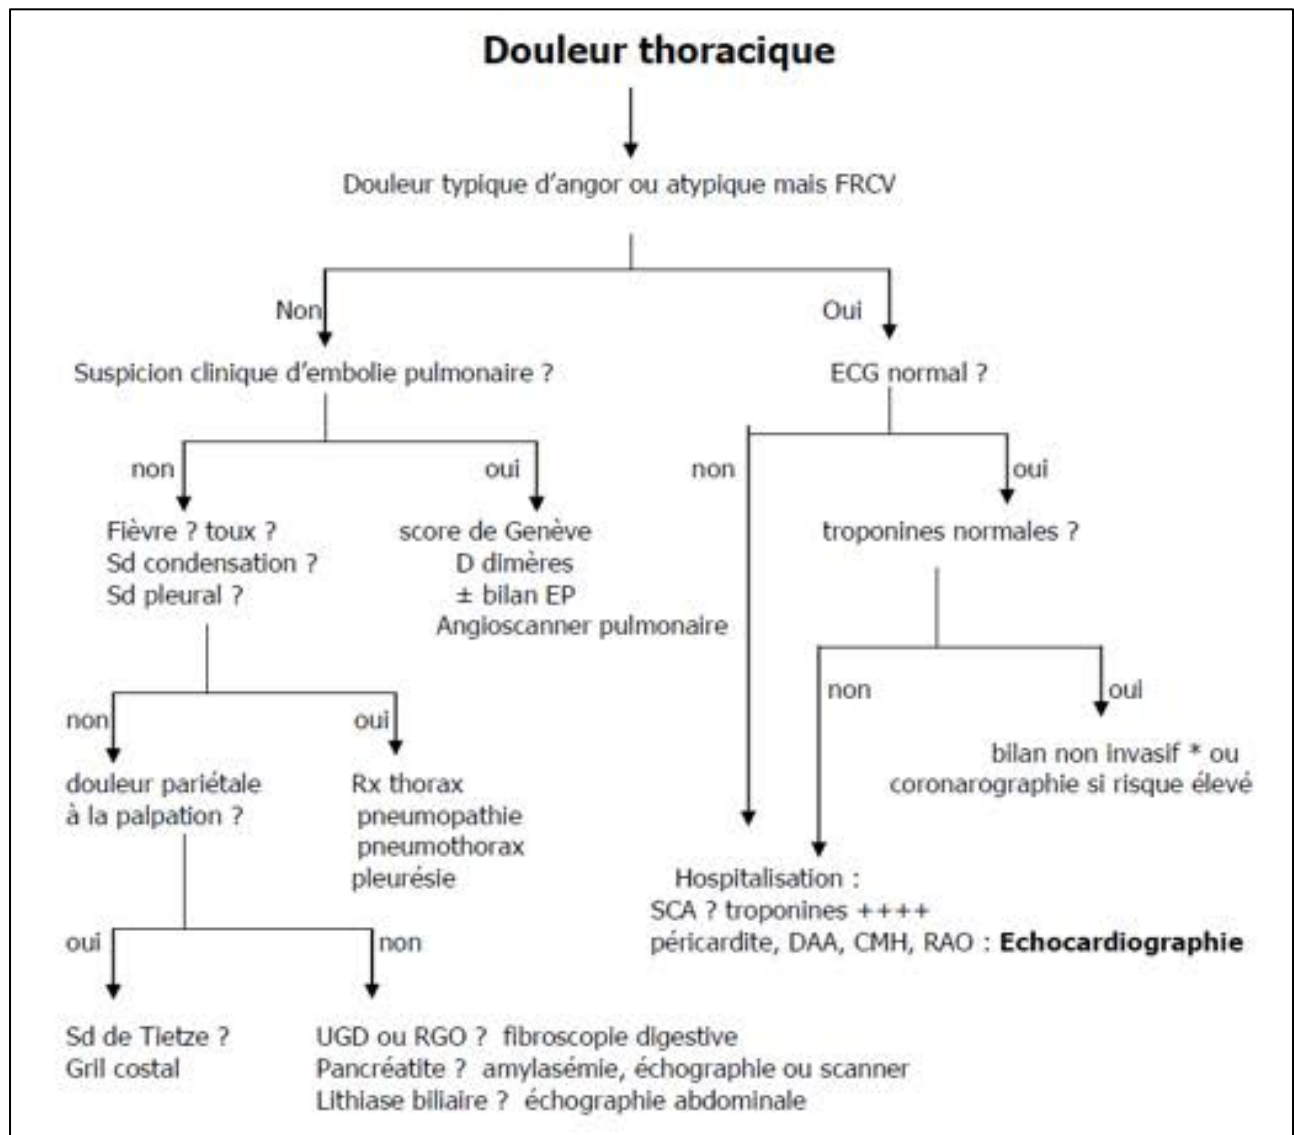 Douleur thoracique
Douleur typique d'angor ou atypique mais FRCV
Non
Oui
Suspicion clinique d'embolie pulmonaire ?
ECG normal ?
non
oui
non
oui
Fièvre ? toux ?
Sd condensation ?
Sd pleural ?
score de Genève
D dimères
± bilan EP
Angioscanner pulmonaire
troponines normales ?
non
oui
non
oui
douleur pariétale
à la palpation ?
Rx thorax
pneumopathie
pneumothorax
pleurésie
bilan non invasif * ou
coronarographie si risque élevé
Hospitalisation :
SCA ? troponines ++++
péricardite, DAA, CMH, RAO : Echocardiographie
oui
non
Sd de Tietze ?
Gril costal
UGD ou RGO ? fibroscopie digestive
Pancréatite ? amylasémie, échographie ou scanner
Lithiase biliaire ? échographie abdominale